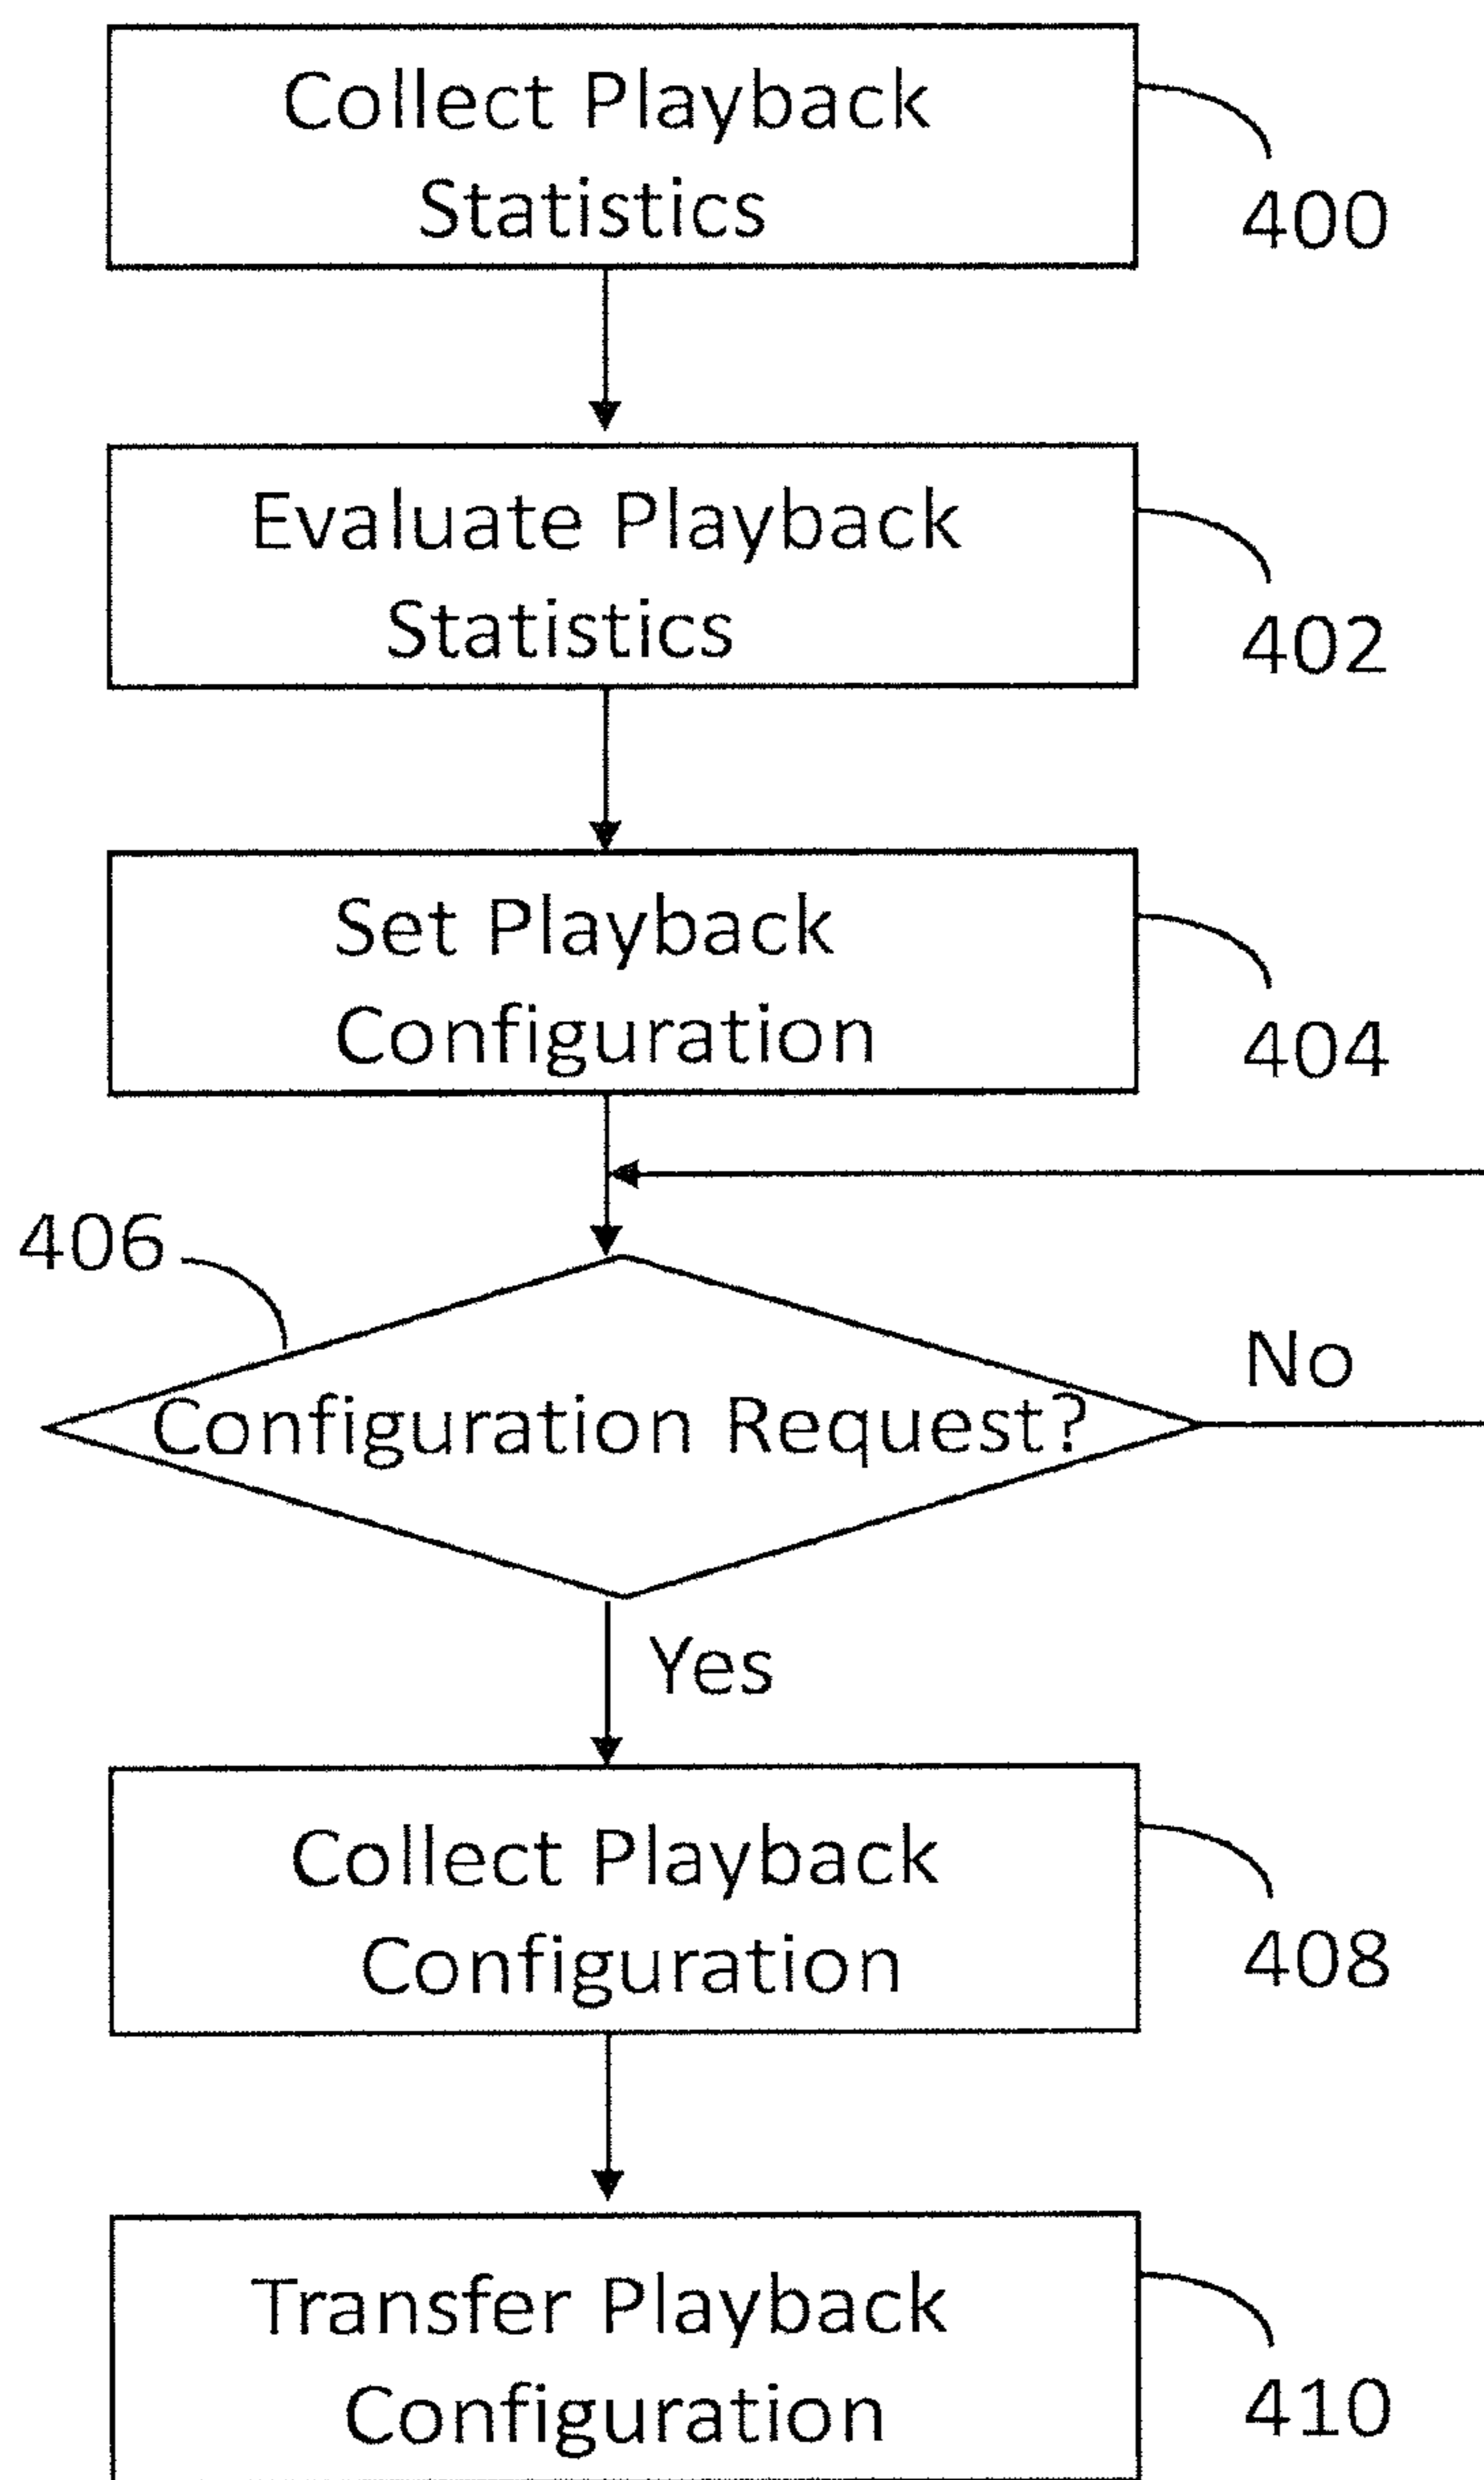 Collect Playback
Statistics
400
Evaluate Playback
Statistics
402
Set Playback
Configuration
404
406
Configuration Request?
No
Yes
Collect Playback
Configuration
408
Transfer Playback
Configuration
410